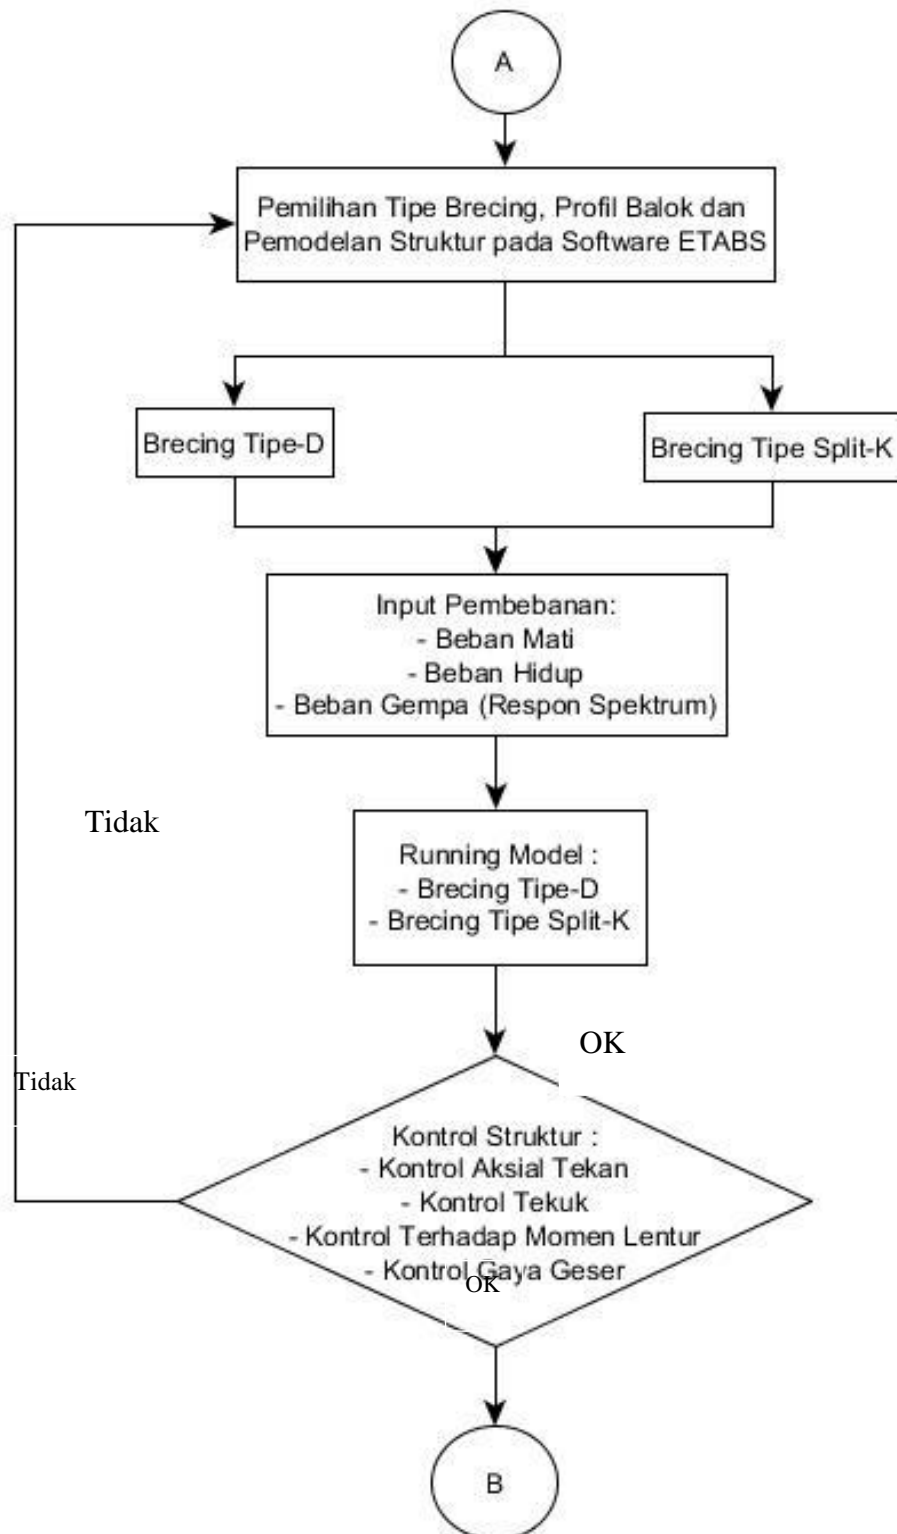 A
Pemilihan Tipe Brecing, Profil Balok dan
Pemodelan Struktur pada Software ETABS
Brecing Tipe-D
Brecing Tipe Split-K
Input Pembebanan:
- Beban Mati
- Beban Hidup
- Beban Gempa (Respon Spektrum)
Tidak
Running Model :
- Brecing Tipe-D
- Brecing Tipe Split-K
OK
Tidak
Kontrol Struktur :
- Kontrol Aksial Tekan
- Kontrol Tekuk
- Kontrol Terhadap Momen Lentur
- Kontrol Gaya Geser
OK
B